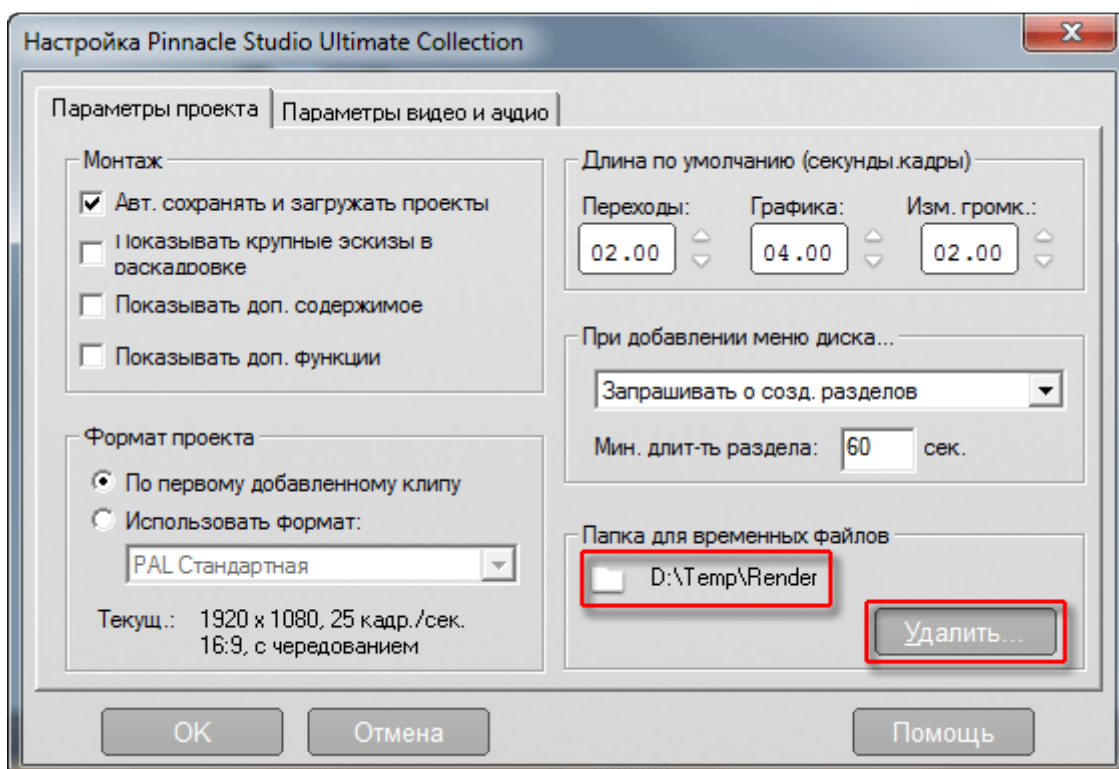 Настройка Pinnacle Studio Ultimate Collection
Параметры проекта
Параметры видео и аудио
Монтаж
Авт. сохранять и загружать проекты
Показывать крупные эскизы в
раскадровке
Показывать доп. содержимое
Показывать доп. функции
Формат проекта
По первому добавленному клипу
Использовать формат:
PAL Стандартная
Текущ.: 1920 x 1080, 25 кадр./сек.
16:9, с чередованием
Длина по умолчанию (секунды.кадры)
Переходы: Графика: Изм. громк.:
02.00 04.00 02.00
При добавлении меню диска...
Запрашивать о созд. разделов
Мин. длит-ть раздела: 60 сек.
Папка для временных файлов
D:\Temp\Render
Удалить...
OK Отмена Помощь